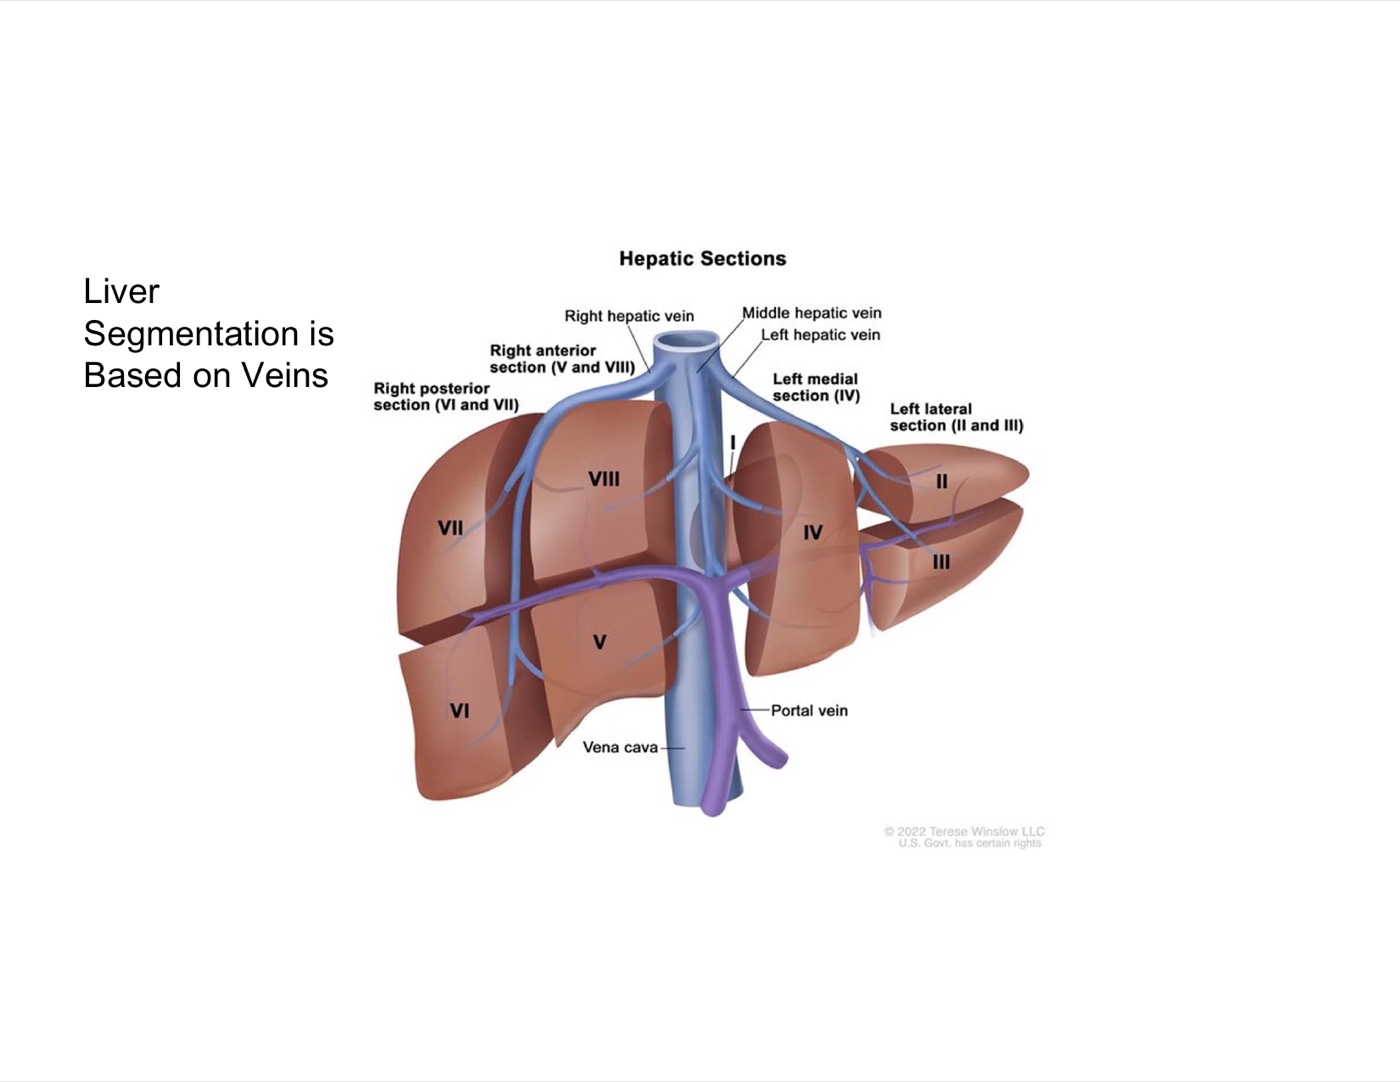 Liver
Segmentation is
Based on Veins
Hepatic Sections
Right hepatic vein
Middle hepatic vein
Left hepatic vein
Right anterior
section (V and VIII)
Left medial
section (IV)
Right posterior
section (VI and VII)
Left lateral
section (II and III)
I
VIII
II
VII
IV
III
V
VI
Portal vein
Vena cava
© 2022 Terese Winslow LLC
U.S. Govt. has certain rights